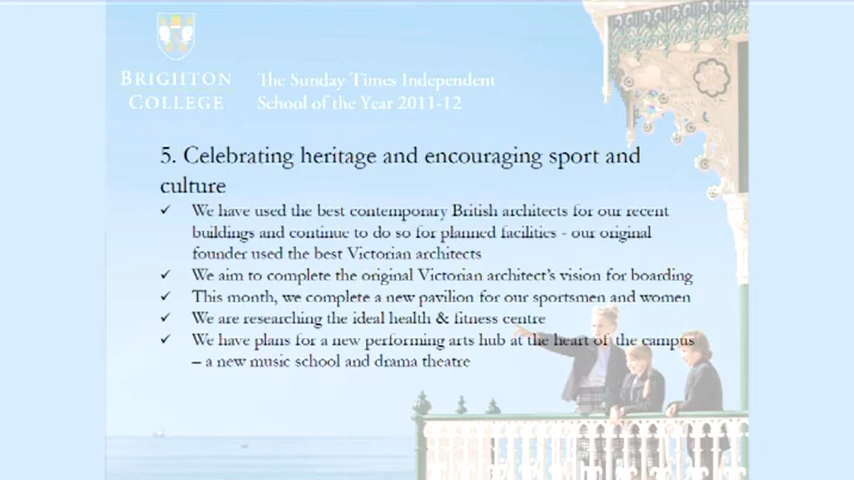 BRIGHTON
COLLEGE
The Sunday Times Independent
School of the Year 2011-12
5. Celebrating heritage and encouraging sport and
culture
✓ We have used the best contemporary British architects for our recent
buildings and continue to do so for planned facilities - our original
founder used the best Victorian architects
✓ We aim to complete the original Victorian architect's vision for boarding
✓ This month, we complete a new pavilion for our sportsmen and women
✓ We are researching the ideal health & fitness centre
✓ We have plans for a new performing arts hub at the heart of the campus
– a new music school and drama theatre